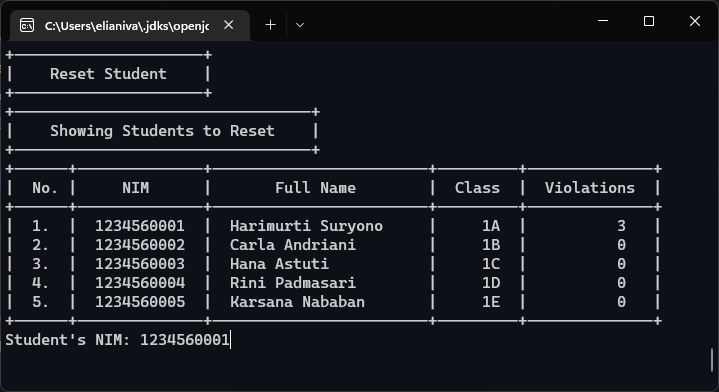 C:\Users\elianiva\.jdks\openjc
Reset Student
Showing Students to Reset
No. | NIM | Full Name | Class | Violations
1. | 1234560001 | Harimurti Suryono | 1A | 3
2. | 1234560002 | Carla Andriani | 1B | 0
3. | 1234560003 | Hana Astuti | 1C | 0
4. | 1234560004 | Rini Padmasari | 1D | 0
5. | 1234560005 | Karsana Nababan | 1E | 0
Student's NIM: 1234560001